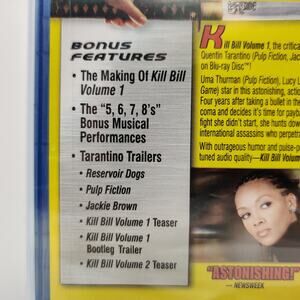 BONUS
FEATURES
• The Making Of Kill Bill
Volume 1
• The "5, 6, 7, 8's"
Bonus Musical
Performances
• Tarantino Trailers
• Reservoir Dogs
• Pulp Fiction
• Jackie Brown
• Kill Bill Volume 1 Teaser
• Kill Bill Volume 1
Bootleg Trailer
• Kill Bill Volume 2 Teaser
Kill Bill Volume 1, the critica
Quentin Tarantino (Pulp Fiction, Jac
on Blu-ray Disc™!
Uma Thurman (Pulp Fiction), Lucy L
Game) star in this astonishing, action
Four years after taking a bullet in the
coma and decides it's time for payba
fight she didn't start, she hunts dow
international assassins who perpetra
With outrageous humor and pulse-p
tuned audio quality—Kill Bill Volum
"ASTONISHING!"
— NEWSWEEK